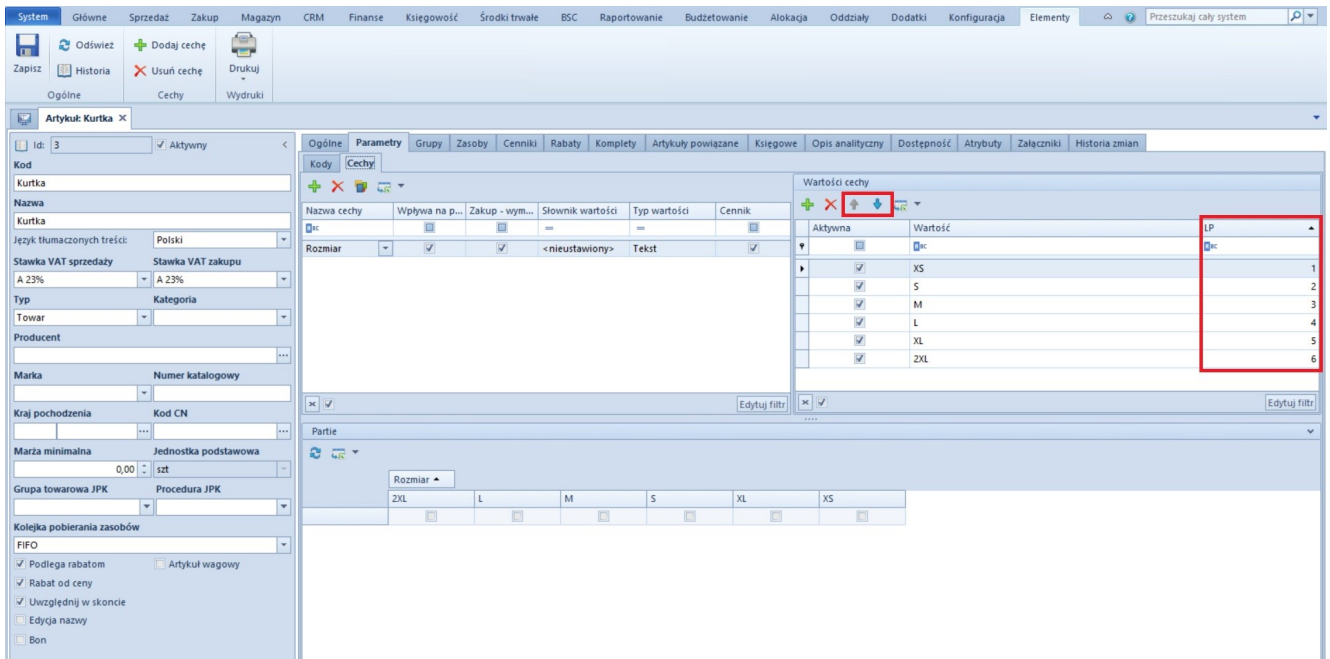 System Główne Sprzedaż Zakup Magazyn CRM Finanse Księgowość Środki trwałe BSC Raportowanie Budżetowanie Alokacja Oddziały Dodatki Konfiguracja Elementy Przeszukaj cały system
Odśwież Dodaj cechę
Zapisz Historia Usuń cechę Drukuj
Ogólne Cechy Wydruki
Artykuł: Kurtka
Id: 3 Aktywny
Ogólne Parametry Grupy Zasoby Cenniki Rabaty Komplety Artykuły powiązane Księgowe Opis analityczny Dostępność Atrybuty Załączniki Historia zmian
Kody Cechy
Kod
Kurtka
Nazwa
Kurtka
Język tłumaczonych treści: Polski
Stawka VAT sprzedaży Stawka VAT zakupu
A 23% A 23%
Typ Kategoria
Towar
Producent
Marka Numer katalogowy
Kraj pochodzenia Kod CN
Marża minimalna Jednostka podstawowa
0,00 szt
Grupa towarowa JPK Procedura JPK
Kolejka pobierania zasobów
FIFO
Podlega rabatom Artykuł wagowy
Rabat od ceny
Uwzględnij w skoncie
Edycja nazwy
Bon
Nazwa cechy Wpływa na p... Zakup - wym... Słownik wartości Typ wartości Cennik
Rozmiar <nieustawiony> Tekst
Edytuj filtr
Wartości cechy
Aktywna Wartość LP
XS 1
S 2
M 3
L 4
XL 5
2XL 6
Edytuj filtr
Partie
Rozmiar
2XL L M S XL XS